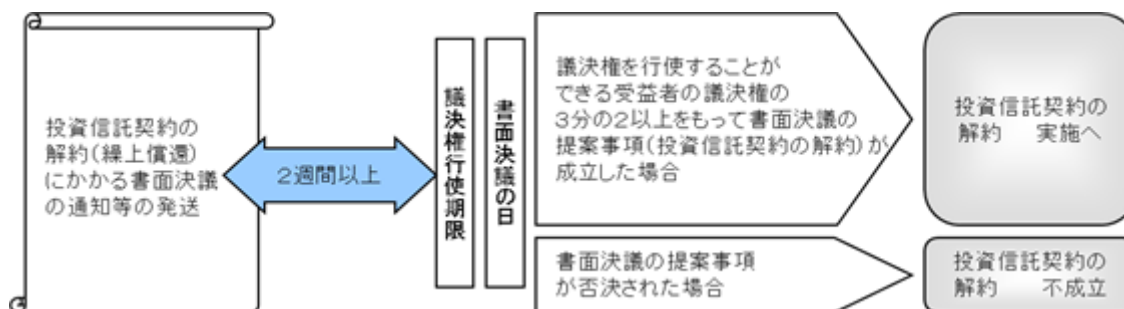 投資信託契約の
解約(繰上償還)
にかかる書面決議
の通知等の発送
2週間以上
議決権行使期限
書面決議の日
議決権を行使することが
できる受益者の議決権の
3分の2以上をもって書面決議の
提案事項(投資信託契約の解約)が
成立した場合
投資信託契約の
解約　実施へ
書面決議の提案事項
が否決された場合
投資信託契約の
解約　不成立